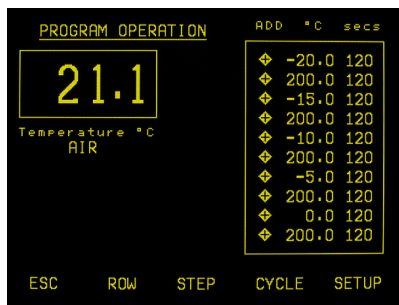 PROGRAM OPERATION
21.1
Temperature °C
AIR
ADD °C secs
-20.0 120
200.0 120
-15.0 120
200.0 120
-10.0 120
200.0 120
-5.0 120
200.0 120
0.0 120
200.0 120
ESC ROW STEP CYCLE SETUP